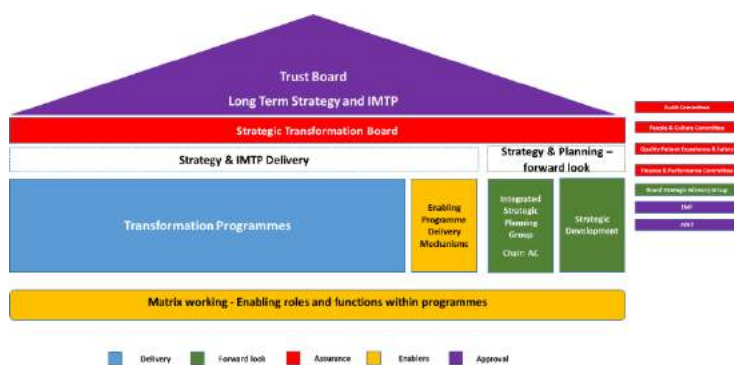 Trust Board
Long Term Strategy and IMTP
Strategic Transformation Board
Strategy & IMTP Delivery
Strategy & Planning –
forward look
Transformation Programmes
Enabling
Programme
Delivery
Mechanisms
Integrated
Strategic
Planning
Group
Chair: AC
Strategic
Development
Matrix working - Enabling roles and functions within programmes
Audit Committee
People & Culture Committee
Quality Patient Experience & Safety
Finance & Performance Committee
Board Strategic Advisory Group
Delivery
Forward look
Assurance
Enablers
Approval